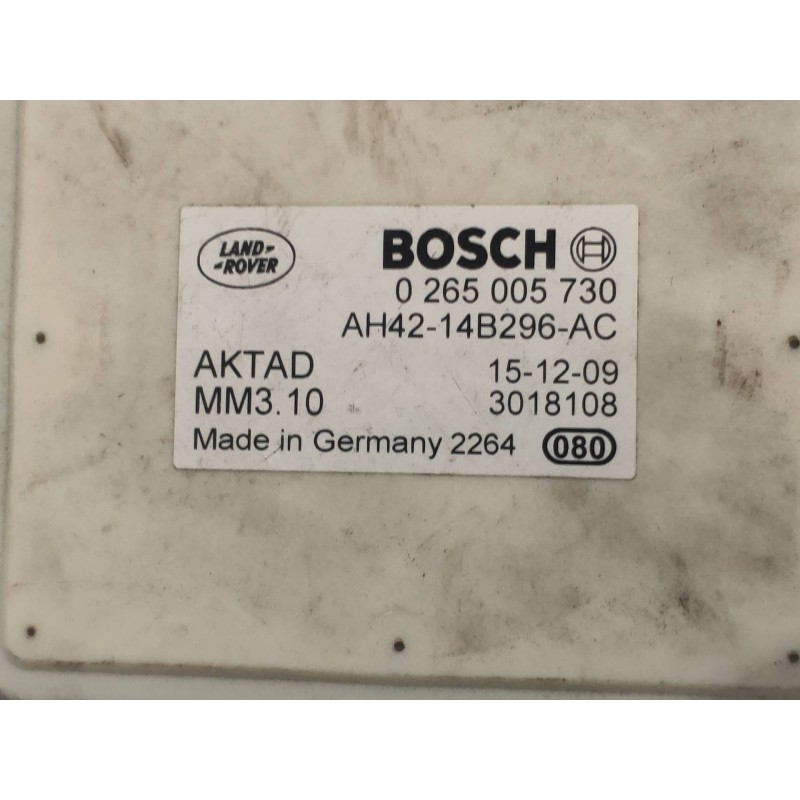 LAND-
-ROVER
BOSCH
0 265 005 730
AH42-14B296-AC
AKTAD 15-12-09
MM3.10 3018108
Made in Germany 2264 080